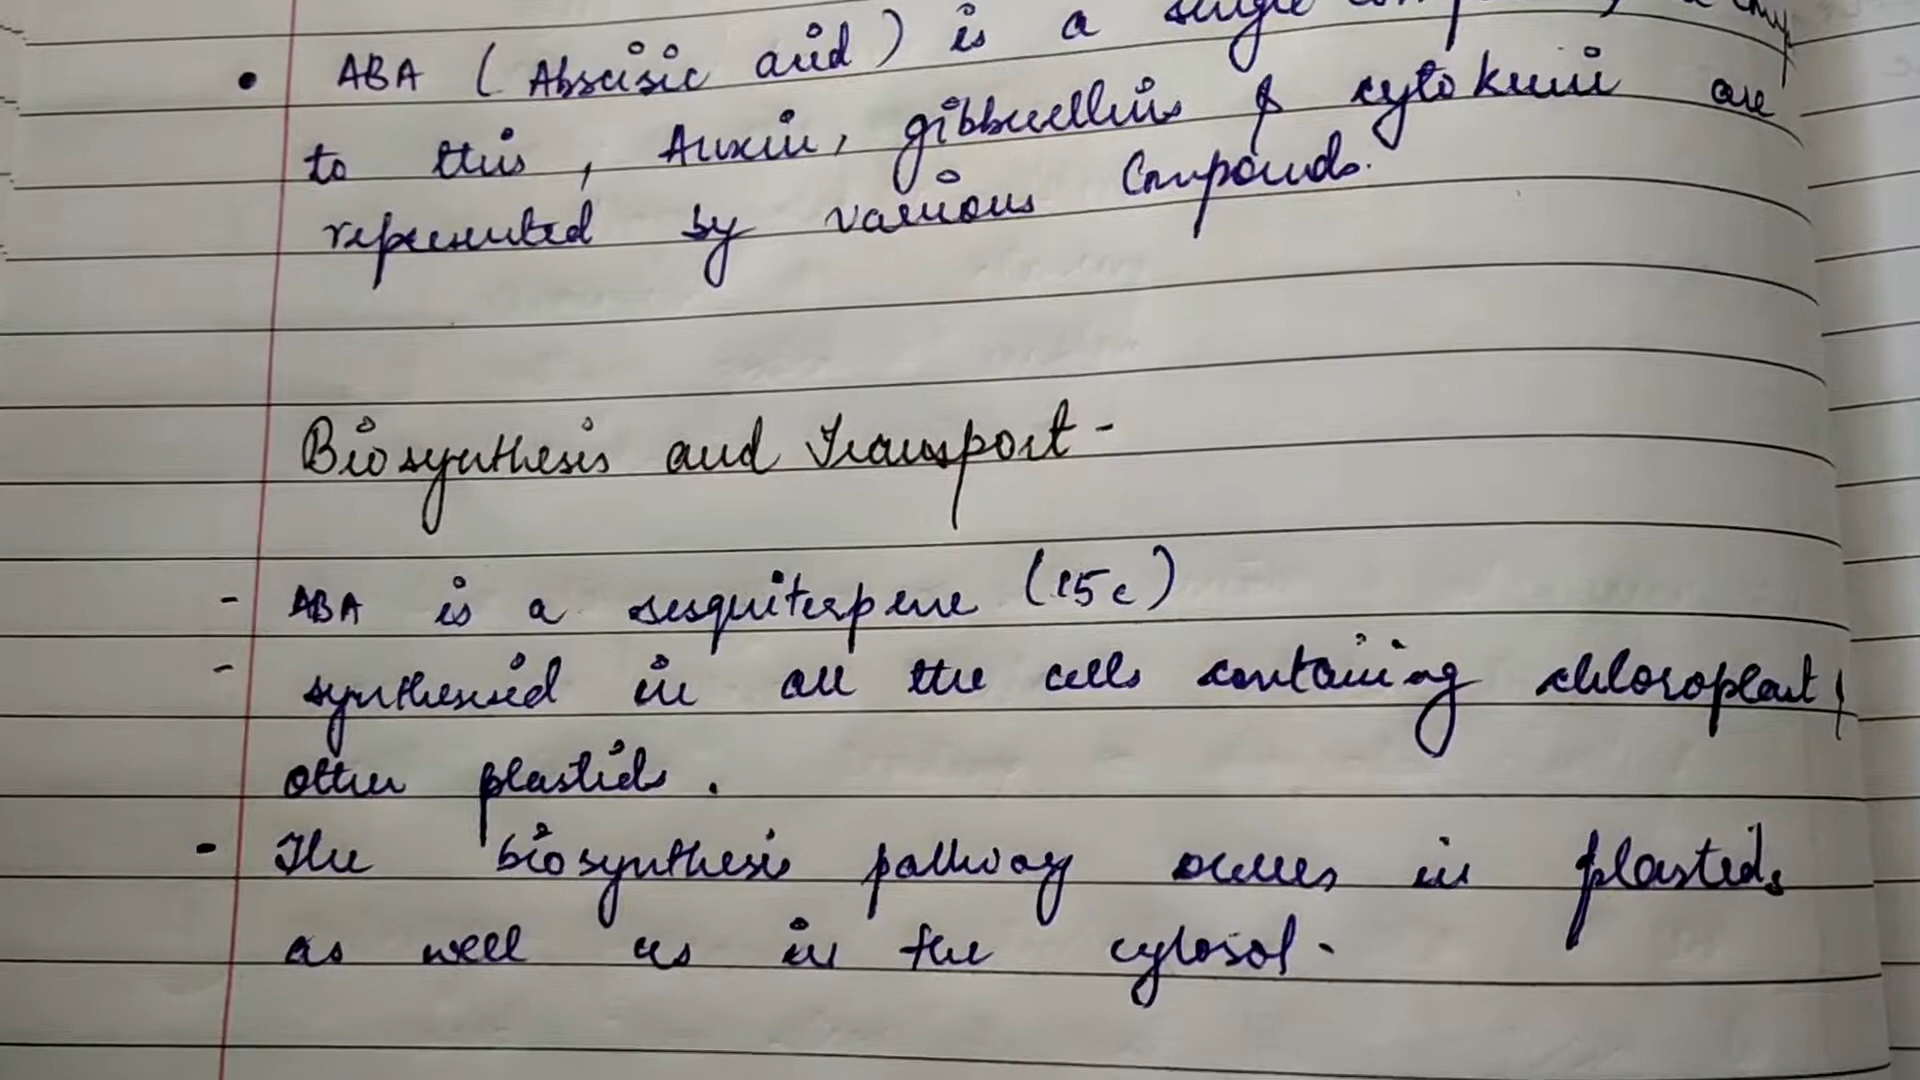 • ABA (Abscisic acid) is a single
to this, Auxin, gibberellins & cytokinin are
represented by various Compounds.
Biosynthesis and Transport -
- ABA is a sesquiterpene (15c)
- synthesised in all the cells containing chloroplast &
other plastids.
- The biosynthesis pathway occurs in plastids
as well as in the cytosol.